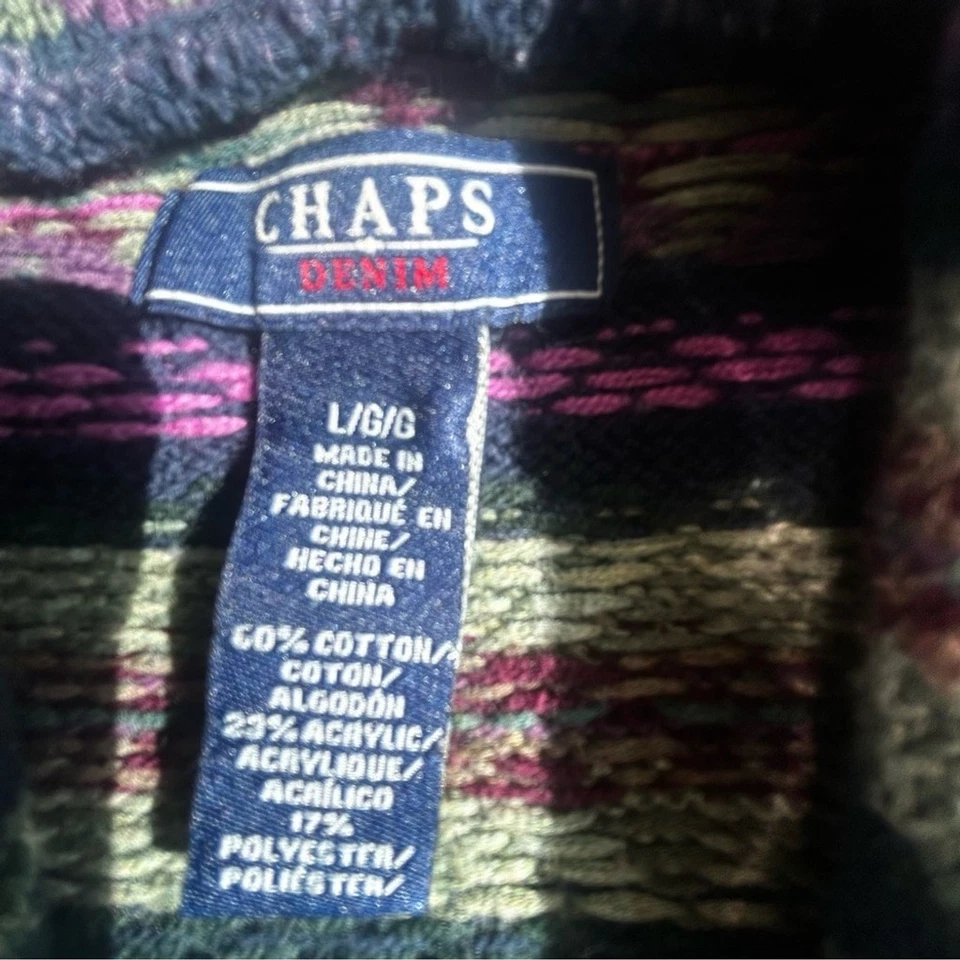 CHAPS
DENIM
L/G/G
MADE IN
CHINA/
FABRIQUÉ EN
CHINE/
HECHO EN
CHINA
60% COTTON/
COTON/
ALGODÓN
23% ACRYLIC/
ACRYLIQUE/
ACRÍLICO
17%
POLYESTER/
POLIÉSTER/